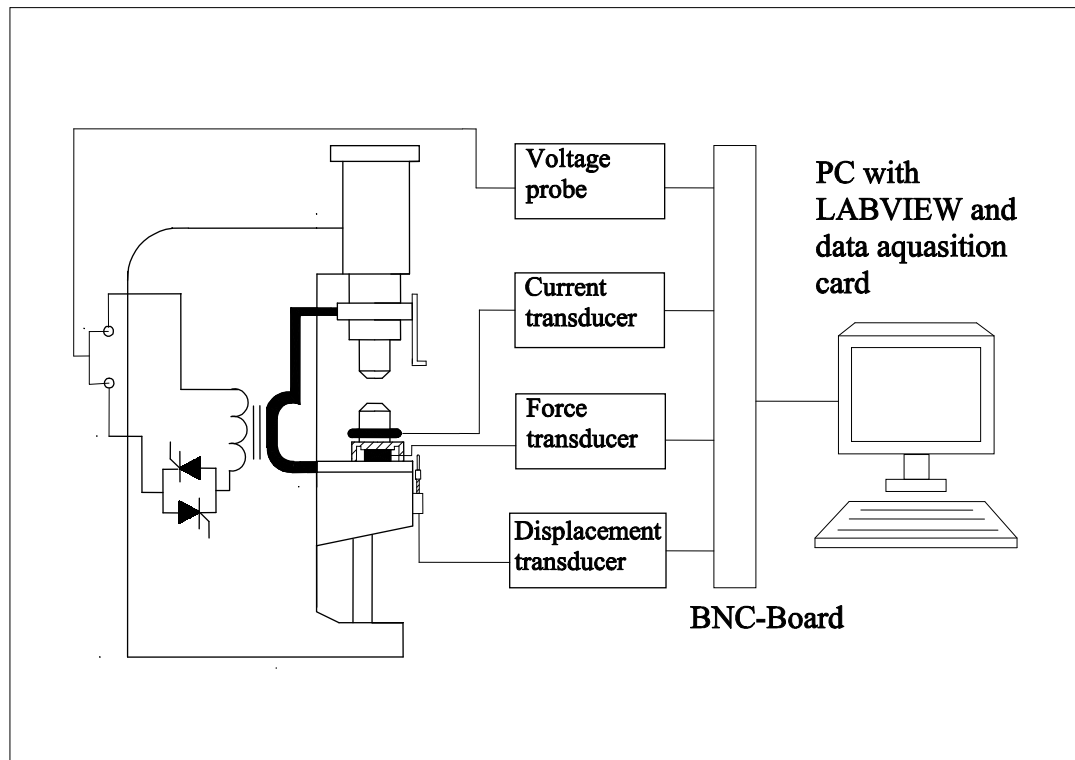 Voltage
probe
PC with
LABVIEW and
data aquasition
card
Current
transducer
Force
transducer
Displacement
transducer
BNC-Board